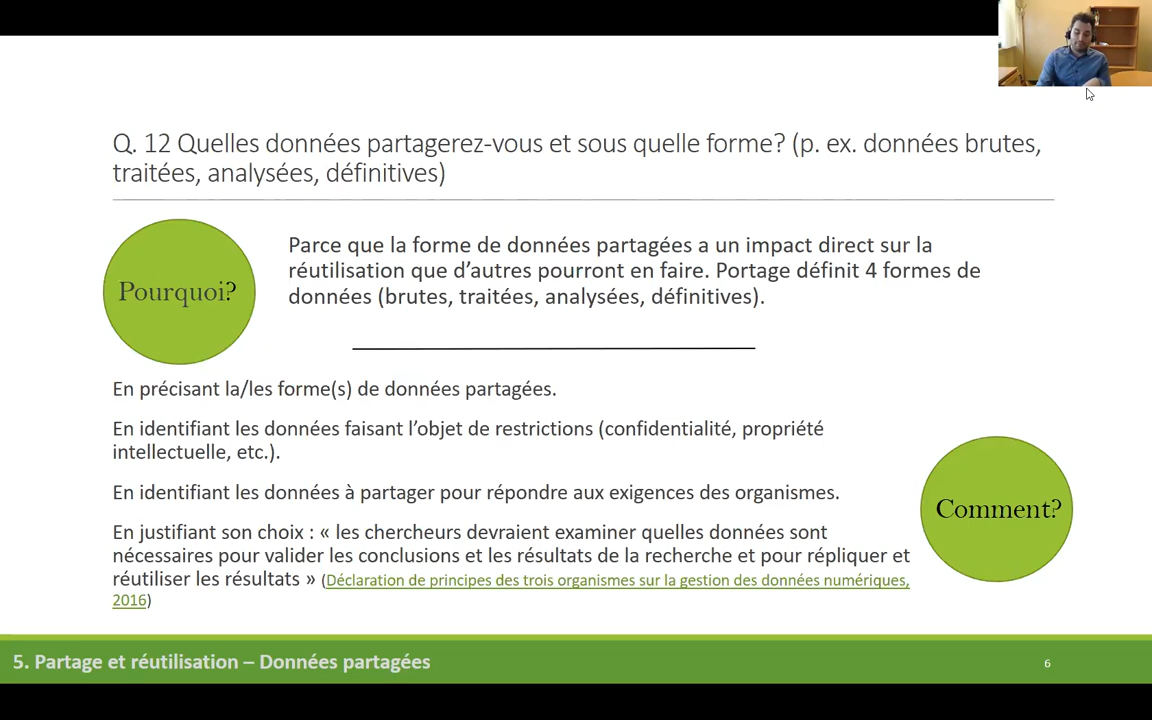 Q. 12 Quelles données partagerez-vous et sous quelle forme? (p. ex. données brutes,
traitées, analysées, définitives)
Pourquoi?
Parce que la forme de données partagées a un impact direct sur la
réutilisation que d’autres pourront en faire. Portage définit 4 formes de
données (brutes, traitées, analysées, définitives).
En précisant la/les forme(s) de données partagées.
En identifiant les données faisant l’objet de restrictions (confidentialité, propriété
intellectuelle, etc.).
En identifiant les données à partager pour répondre aux exigences des organismes.
En justifiant son choix : « les chercheurs devraient examiner quelles données sont
nécessaires pour valider les conclusions et les résultats de la recherche et pour répliquer et
réutiliser les résultats » (Déclaration de principes des trois organismes sur la gestion des données numériques,
2016)
Comment?
5. Partage et réutilisation – Données partagées
6